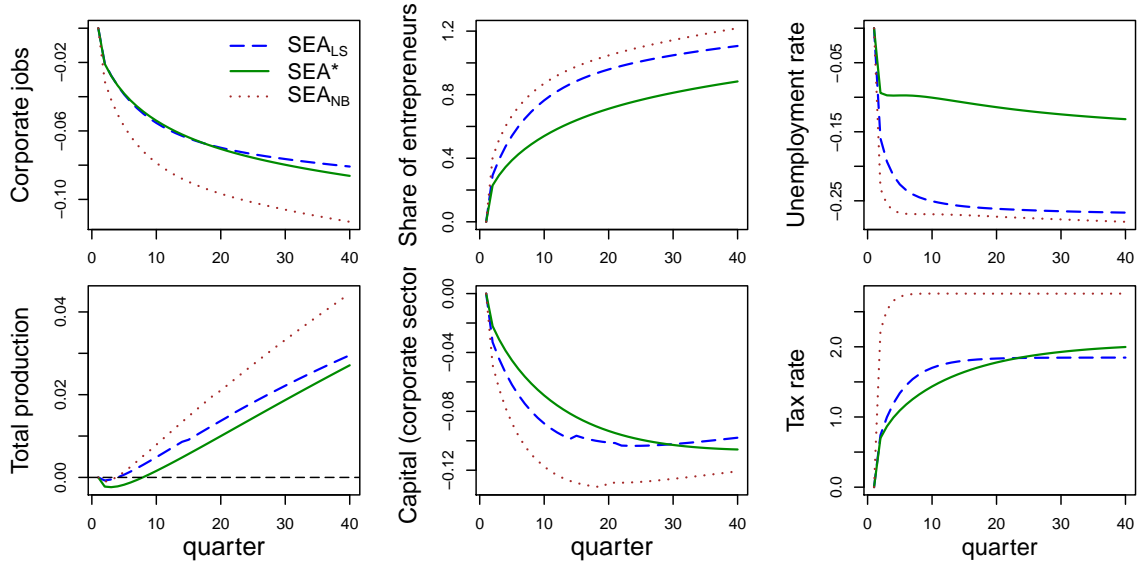 Corporate jobs
−0.02
−0.06
−0.10
SEA_LS
SEA*
SEA_NB
0 10 20 30 40
Share of entrepreneurs
1.2
0.8
0.4
0.0
0 10 20 30 40
Unemployment rate
−0.05
−0.15
−0.25
0 10 20 30 40
Total production
0.04
0.02
0.00
0 10 20 30 40
quarter
Capital (corporate sector
0.00
−0.04
−0.08
−0.12
0 10 20 30 40
quarter
Tax rate
2.0
1.0
0.0
0 10 20 30 40
quarter